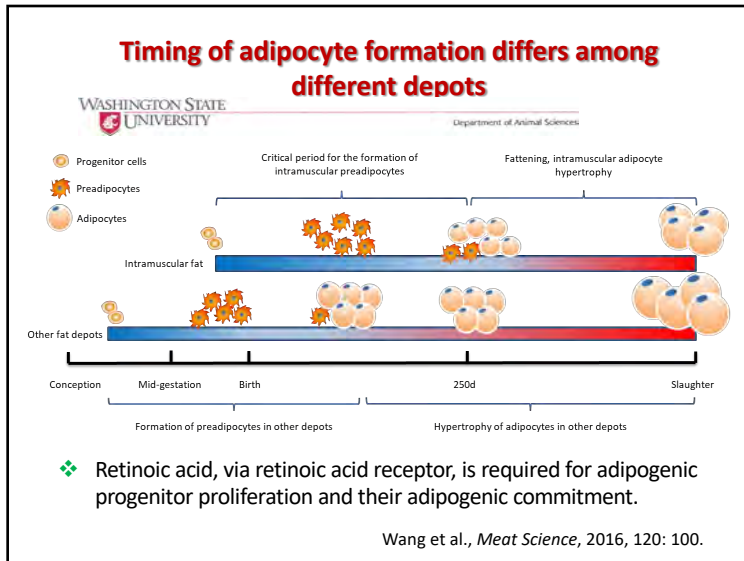 Timing of adipocyte formation differs among
different depots
WASHINGTON STATE
UNIVERSITY
Department of Animal Sciences
Progenitor cells
Preadipocytes
Adipocytes
Critical period for the formation of
intramuscular preadipocytes
Fattening, intramuscular adipocyte
hypertrophy
Intramuscular fat
Other fat depots
Conception
Mid-gestation
Birth
250d
Slaughter
Formation of preadipocytes in other depots
Hypertrophy of adipocytes in other depots
❖ Retinoic acid, via retinoic acid receptor, is required for adipogenic
progenitor proliferation and their adipogenic commitment.
Wang et al., Meat Science, 2016, 120: 100.